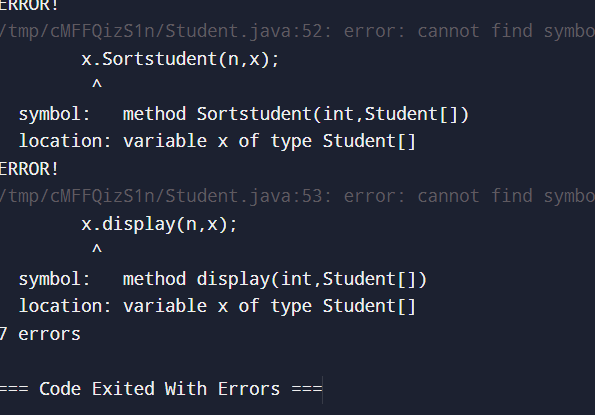 ERROR!
/tmp/cMFFQizS1n/Student.java:52: error: cannot find symbo
x.Sortstudent(n,x);
^
symbol:   method Sortstudent(int,Student[])
location: variable x of type Student[]
ERROR!
/tmp/cMFFQizS1n/Student.java:53: error: cannot find symbo
x.display(n,x);
^
symbol:   method display(int,Student[])
location: variable x of type Student[]
7 errors
=== Code Exited With Errors ===